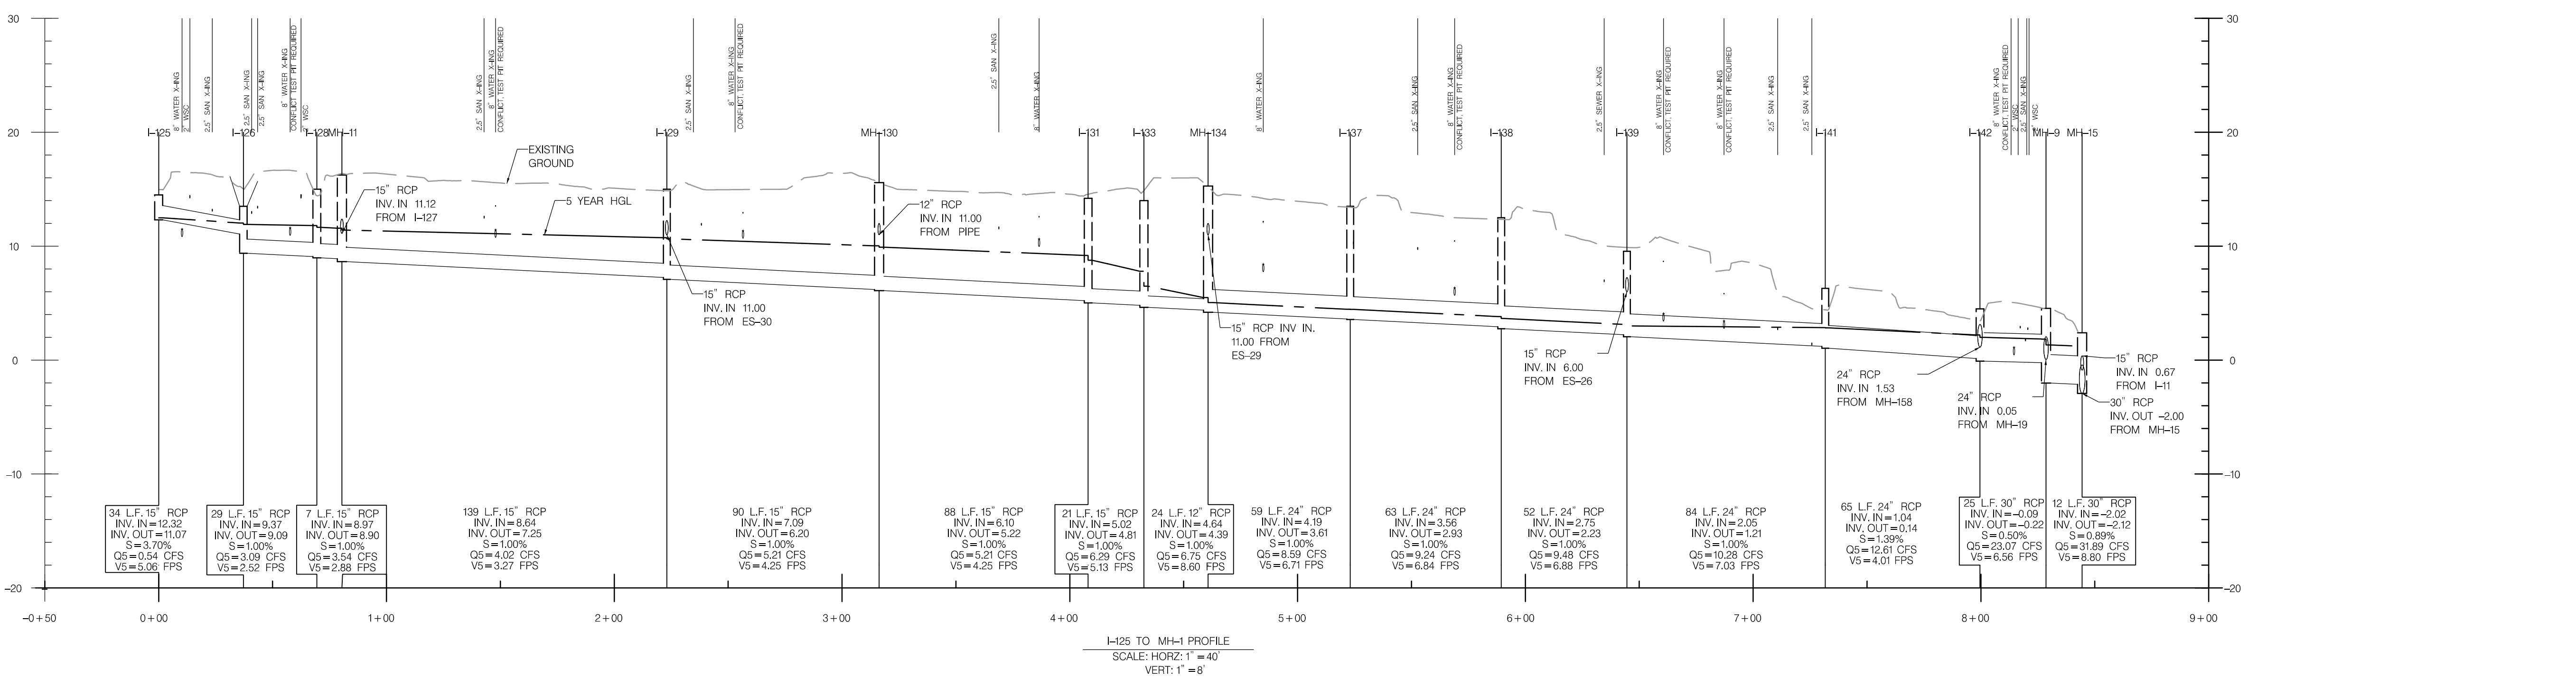 30
20
10
0
-10
-20
30
20
10
0
-10
-20
8" WATER X-ING
2" WSC
2.5" SAN X-ING
2.5" SAN X-ING
2.5" SAN X-ING
8" WATER X-ING
CONFLICT, TEST PIT REQUIRED
2" WSC
2.5" SAN X-ING
8" WATER X-ING
CONFLICT, TEST PIT REQUIRED
2.5" SAN X-ING
8" WATER X-ING
CONFLICT, TEST PIT REQUIRED
2.5" SAN X-ING
8" WATER X-ING
8" WATER X-ING
2.5" SAN X-ING
8" WATER X-ING
CONFLICT, TEST PIT REQUIRED
2.5" SEWER X-ING
8" WATER X-ING
CONFLICT, TEST PIT REQUIRED
8" WATER X-ING
CONFLICT, TEST PIT REQUIRED
2.5" SAN X-ING
2.5" SAN X-ING
8" WATER X-ING
CONFLICT, TEST PIT REQUIRED
2" WSC
2.5" SAN X-ING
2" WSC
I-125
I-126
I-128
MH-11
I-129
MH-130
I-131
I-133
MH-134
I-137
I-138
I-139
I-141
I-142
MH-9
MH-15
EXISTING
GROUND
15" RCP
INV. IN 11.12
FROM I-127
5 YEAR HGL
12" RCP
INV. IN 11.00
FROM PIPE
15" RCP
INV. IN 11.00
FROM ES-30
15" RCP INV IN.
11.00 FROM
ES-29
15" RCP
INV. IN 6.00
FROM ES-26
24" RCP
INV. IN 1.53
FROM MH-158
24" RCP
INV. IN 0.05
FROM MH-19
15" RCP
INV. IN 0.67
FROM I-11
30" RCP
INV. OUT -2.00
FROM MH-15
34 L.F. 15" RCP
INV. IN=12.32
INV. OUT=11.07
S=3.70%
Q5=0.54 CFS
V5=5.06 FPS
29 L.F. 15" RCP
INV. IN=9.37
INV. OUT=9.09
S=1.00%
Q5=3.09 CFS
V5=2.52 FPS
7 L.F. 15" RCP
INV. IN=8.97
INV. OUT=8.90
S=1.00%
Q5=3.54 CFS
V5=2.88 FPS
139 L.F. 15" RCP
INV. IN=8.64
INV. OUT=7.25
S=1.00%
Q5=4.02 CFS
V5=3.27 FPS
90 L.F. 15" RCP
INV. IN=7.09
INV. OUT=6.20
S=1.00%
Q5=5.21 CFS
V5=4.25 FPS
88 L.F. 15" RCP
INV. IN=6.10
INV. OUT=5.22
S=1.00%
Q5=5.21 CFS
V5=4.25 FPS
21 L.F. 15" RCP
INV. IN=5.02
INV. OUT=4.81
S=1.00%
Q5=6.29 CFS
V5=5.13 FPS
24 L.F. 12" RCP
INV. IN=4.64
INV. OUT=4.39
S=1.00%
Q5=6.75 CFS
V5=8.60 FPS
59 L.F. 24" RCP
INV. IN=4.19
INV. OUT=3.61
S=1.00%
Q5=8.59 CFS
V5=6.71 FPS
63 L.F. 24" RCP
INV. IN=3.56
INV. OUT=2.93
S=1.00%
Q5=9.24 CFS
V5=6.84 FPS
52 L.F. 24" RCP
INV. IN=2.75
INV. OUT=2.23
S=1.00%
Q5=9.48 CFS
V5=6.88 FPS
84 L.F. 24" RCP
INV. IN=2.05
INV. OUT=1.21
S=1.00%
Q5=10.28 CFS
V5=7.03 FPS
65 L.F. 24" RCP
INV. IN=1.04
INV. OUT=0.14
S=1.39%
Q5=12.61 CFS
V5=4.01 FPS
25 L.F. 30" RCP
INV. IN=-0.09
INV. OUT=-0.22
S=0.50%
Q5=23.07 CFS
V5=6.56 FPS
12 L.F. 30" RCP
INV. IN=-2.02
INV. OUT=-2.12
S=0.89%
Q5=31.89 CFS
V5=8.80 FPS
-0+50
0+00
1+00
2+00
3+00
4+00
5+00
6+00
7+00
8+00
9+00
I-125 TO MH-1 PROFILE
SCALE: HORZ: 1"=40'
VERT: 1"=8'